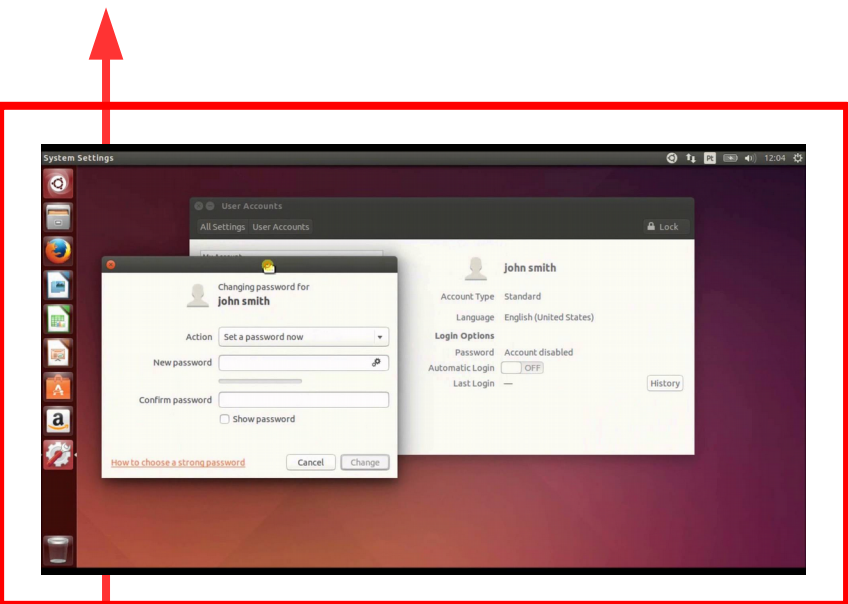 System Settings
Pt
12:04
User Accounts
All Settings User Accounts
Lock
Changing password for
john smith
Action Set a password now
New password
Confirm password
Show password
How to choose a strong password
Cancel Change
john smith
Account Type Standard
Language English (United States)
Login Options
Password Account disabled
Automatic Login OFF
Last Login —
History
a